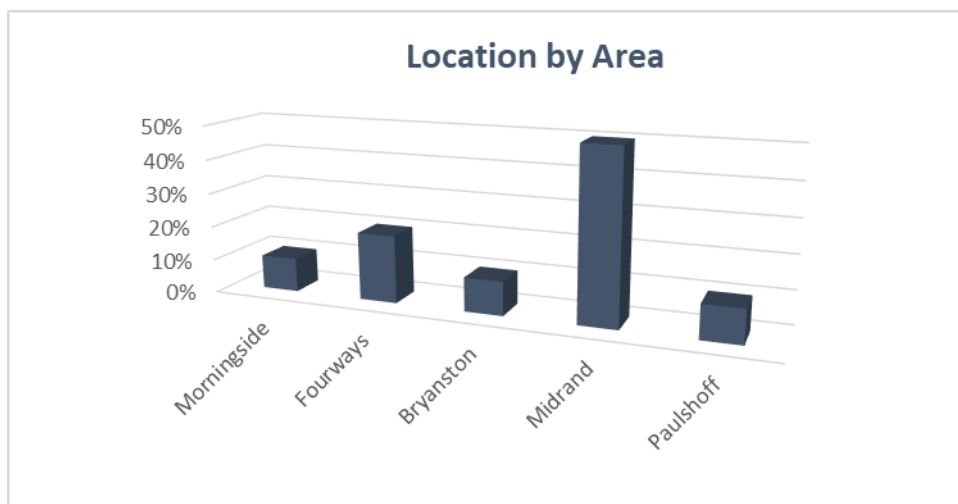 Location by Area
50%
40%
30%
20%
10%
0%
Morningside
Fourways
Bryanston
Midrand
Paulshoff